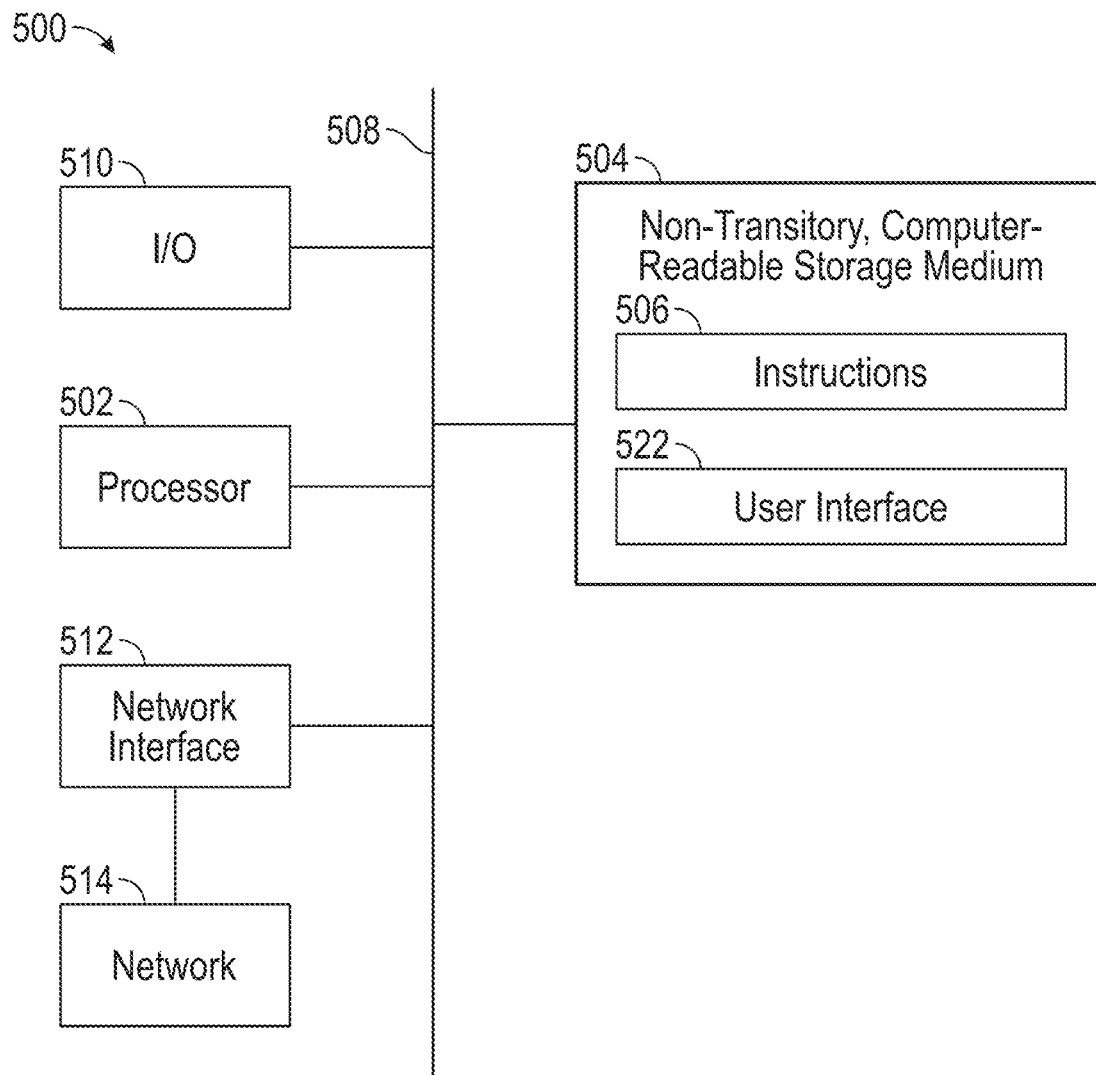 500
508
510
I/O
504
Non-Transitory, Computer-
Readable Storage Medium
506
Instructions
502
Processor
522
User Interface
512
Network
Interface
514
Network